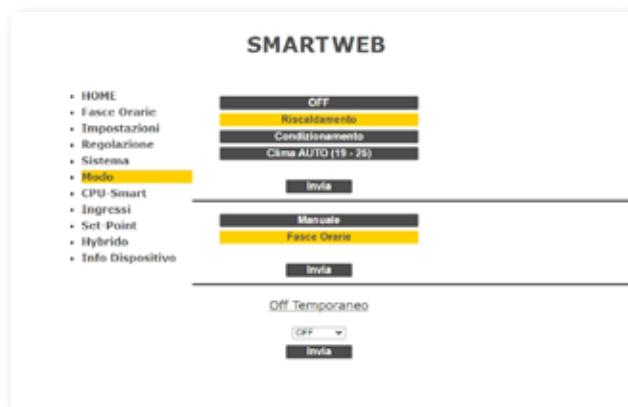 SMARTWEB
HOME
Fasce Orarie
Impostazioni
Regolazione
Sistema
Modo
CPU-Smart
Ingressi
Set-Point
Hybrido
Info Dispositivo
OFF
Riscaldamento
Condizionamento
Clima AUTO (19 - 25)
Invia
Manuale
Fasce Orarie
Invia
Off Temporaneo
OFF
Invia